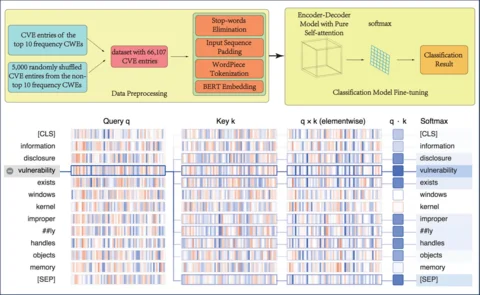 CVE entries of
the top 10 frequency CWEs
5,000 randomly shuffled
CVE entires from the non-
top 10 frequency CWEs
dataset with 66,107
CVE entries
Stop-words
Elimination
Input Sequence
Padding
WordPiece
Tokenization
BERT Embedding
Data Preprocessing
Encoder-Decoder
Model with Pure
Self-attention
softmax
Classification
Result
Classification Model Fine-tuning
Query q
Key k
q × k (elementwise)
q · k
Softmax
[CLS]
[CLS]
information
information
disclosure
disclosure
vulnerability
vulnerability
exists
exists
windows
windows
kernel
kernel
improper
improper
##fly
##fly
handles
handles
objects
objects
memory
memory
[SEP]
[SEP]